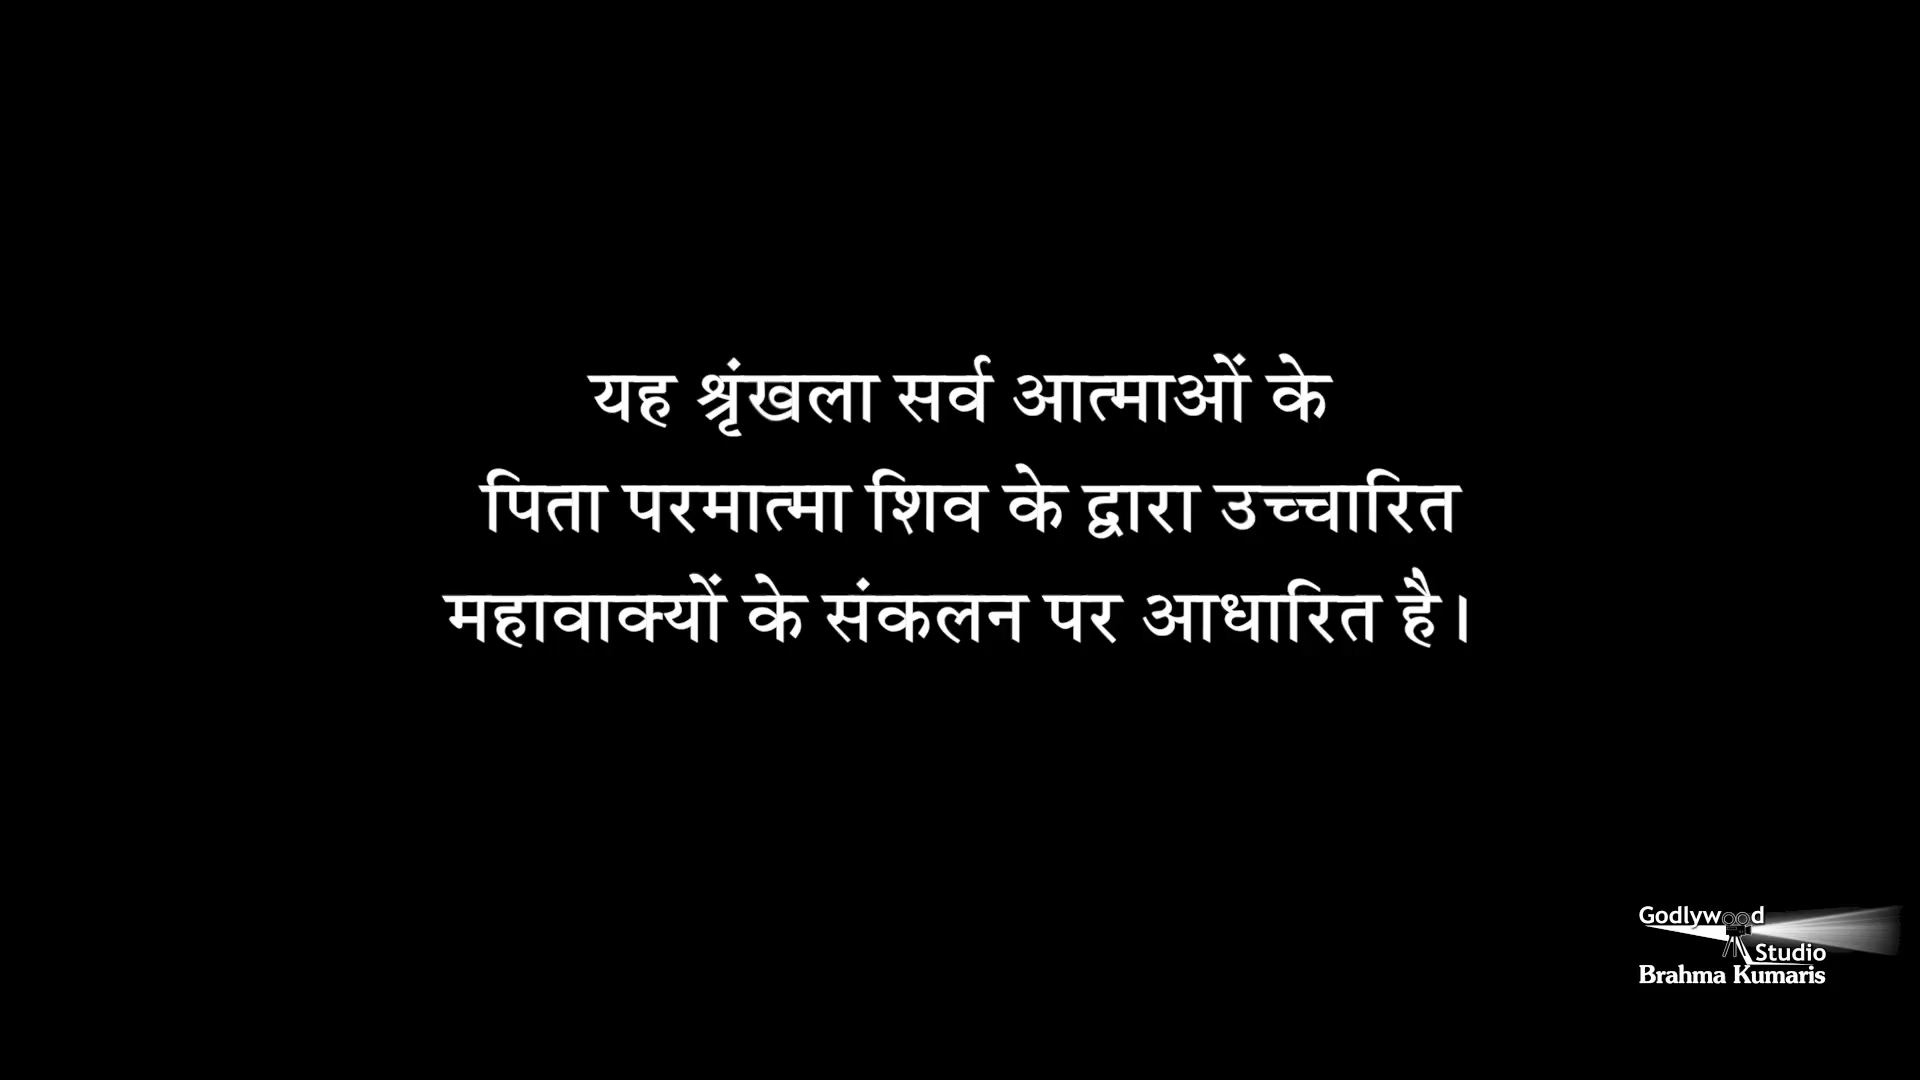 यह श्रृंखला सर्व आत्माओं के
पिता परमात्मा शिव के द्वारा उच्चारित
महावाक्यों के संकलन पर आधारित है।
Godlywood
Studio
Brahma Kumaris